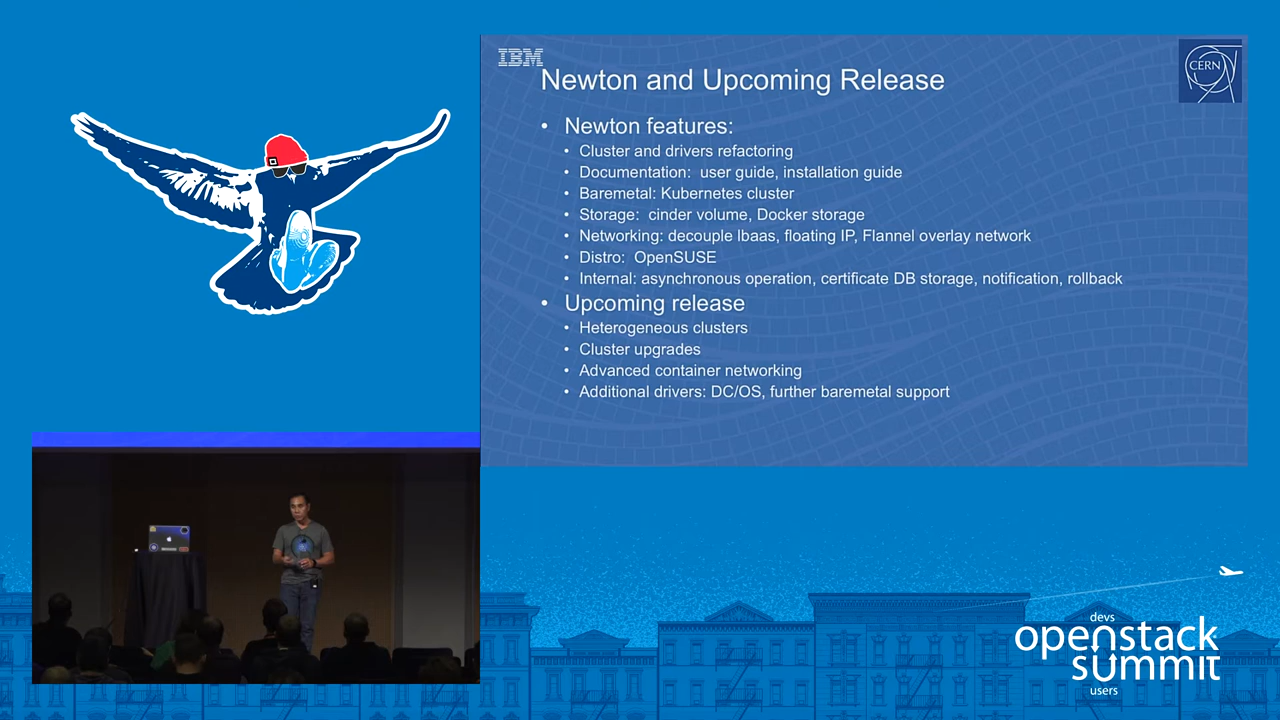 IBM
CERN
Newton and Upcoming Release
• Newton features:
• Cluster and drivers refactoring
• Documentation: user guide, installation guide
• Baremetal: Kubernetes cluster
• Storage: cinder volume, Docker storage
• Networking: decouple lbaas, floating IP, Flannel overlay network
• Distro: OpenSUSE
• Internal: asynchronous operation, certificate DB storage, notification, rollback
• Upcoming release
• Heterogeneous clusters
• Cluster upgrades
• Advanced container networking
• Additional drivers: DC/OS, further baremetal support
devs
openstack
summit
users